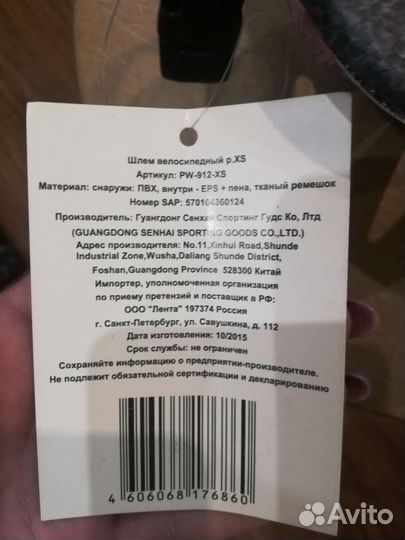 Шлем велосипедный р.XS
Артикул: PW-912-XS
Материал: снаружи: ПВХ, внутри - EPS + пена, тканый ремешок
Номер SAP: 570104360124
Производитель: Гуангдонг Сенхай Спортинг Гудс Ко, Лтд
(GUANGDONG SENHAI SPORTING GOODS CO.,LTD.)
Адрес производителя: No.11,Xinhui Road,Shunde
Industrial Zone,Wusha,Daliang Shunde District,
Foshan,Guangdong Province 528300 Китай
Импортер, уполномоченная организация
по приему претензий и поставщик в РФ:
ООО "Лента" 197374 Россия
г. Санкт-Петербург, ул. Савушкина, д. 112
Дата изготовления: 10/2015
Срок службы: не ограничен
Сохраняйте информацию о предприятии-производителе.
Не подлежит обязательной сертификации и декларированию
4 606068 176860
Avito